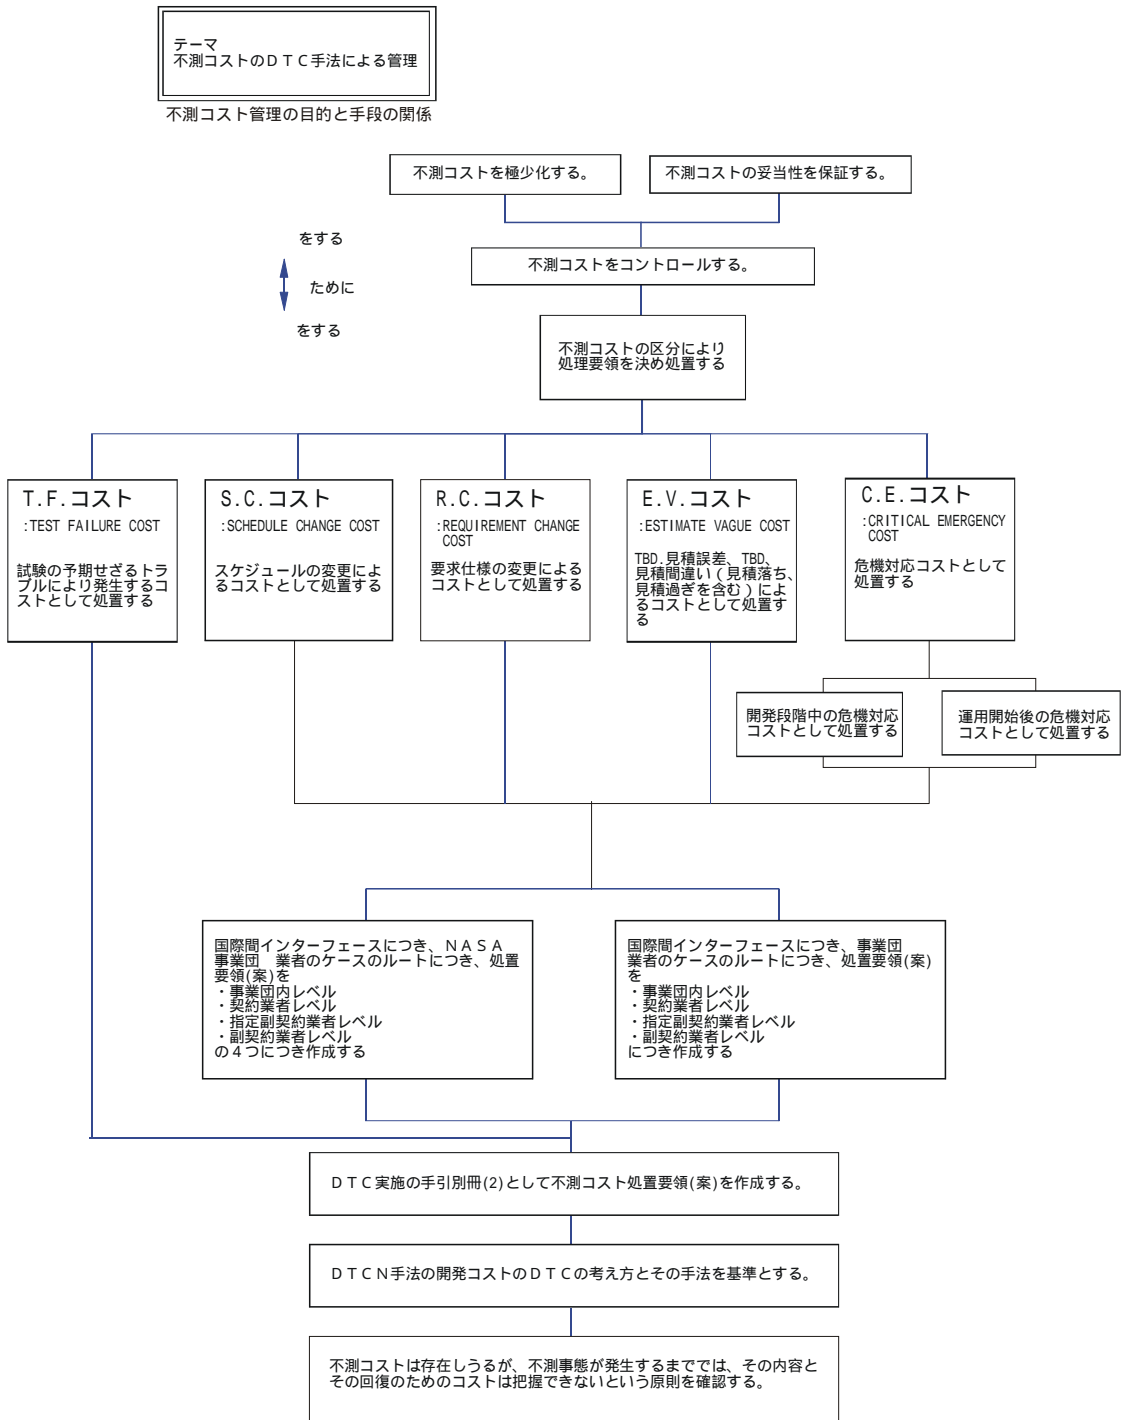 テーマ
不測コストのＤＴＣ手法による管理
不測コスト管理の目的と手段の関係
不測コストを極少化する。
不測コストの妥当性を保証する。
をする
ために
をする
不測コストをコントロールする。
不測コストの区分により
処理要領を決め処置する
T.F.コスト
:TEST FAILURE COST
試験の予期せざるトラ
ブルにより発生するコ
ストとして処置する
S.C.コスト
:SCHEDULE CHANGE COST
スケジュールの変更によ
るコストとして処置する
R.C.コスト
:REQUIREMENT CHANGE
COST
要求仕様の変更による
コストとして処置する
E.V.コスト
:ESTIMATE VAGUE COST
TBD.見積誤差、TBD、
見積間違い（見積落ち、
見積過ぎを含む）によ
るコストとして処置す
る
C.E.コスト
:CRITICAL EMERGENCY
COST
危機対応コストとして
処置する
開発段階中の危機対応
コストとして処置する
運用開始後の危機対応
コストとして処置する
国際間インターフェースにつき、ＮＡＳＡ
事業団　業者のケースのルートにつき、処置
要領(案)を
・事業団内レベル
・契約業者レベル
・指定副契約業者レベル
・副契約業者レベル
の４つにつき作成する
国際間インターフェースにつき、事業団
業者のケースのルートにつき、処置要領(案)
を
・事業団内レベル
・契約業者レベル
・指定副契約業者レベル
・副契約業者レベル
につき作成する
ＤＴＣ実施の手引別冊(2)として不測コスト処置要領(案)を作成する。
ＤＴＣＮ手法の開発コストのＤＴＣの考え方とその手法を基準とする。
不測コストは存在しうるが、不測事態が発生するまででは、その内容と
その回復のためのコストは把握できないという原則を確認する。